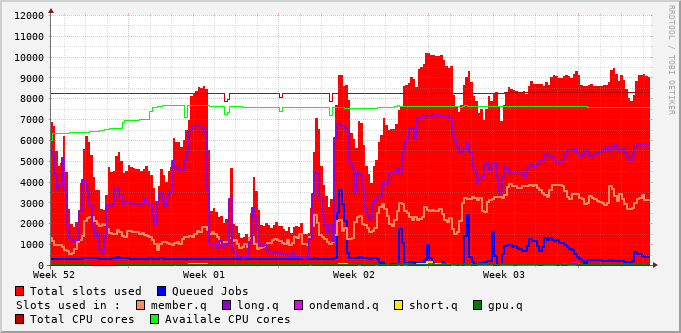 12000
11000
10000
9000
8000
7000
6000
5000
4000
3000
2000
1000
0
Week 52 Week 01 Week 02 Week 03
RRDTOOL / TOBI OETIKER
Total slots used Queued Jobs
Slots used in : member.q long.q ondemand.q short.q gpu.q
Total CPU cores Availale CPU cores